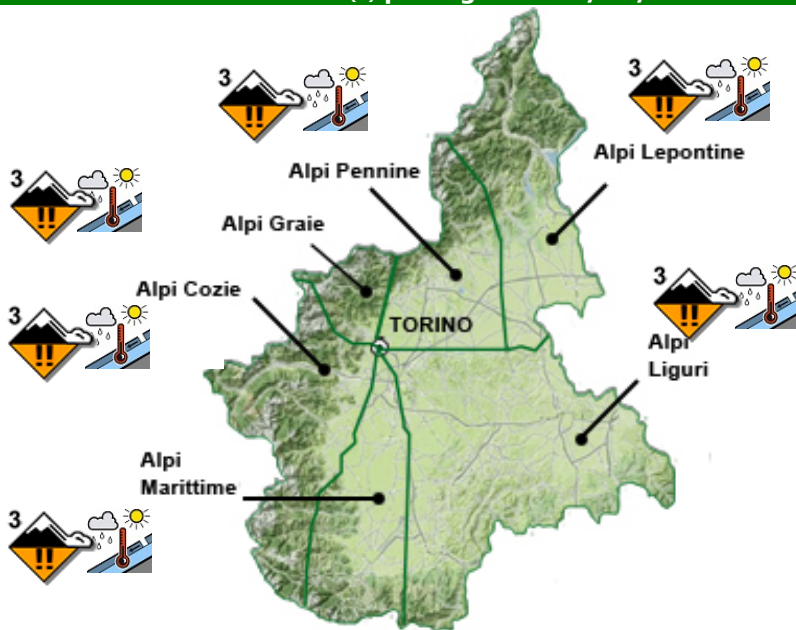 3
3
Alpi Lepontine
Alpi Pennine
3
Alpi Graie
3
Alpi Cozie
3
TORINO
Alpi
Liguri
Alpi
Marittime
3